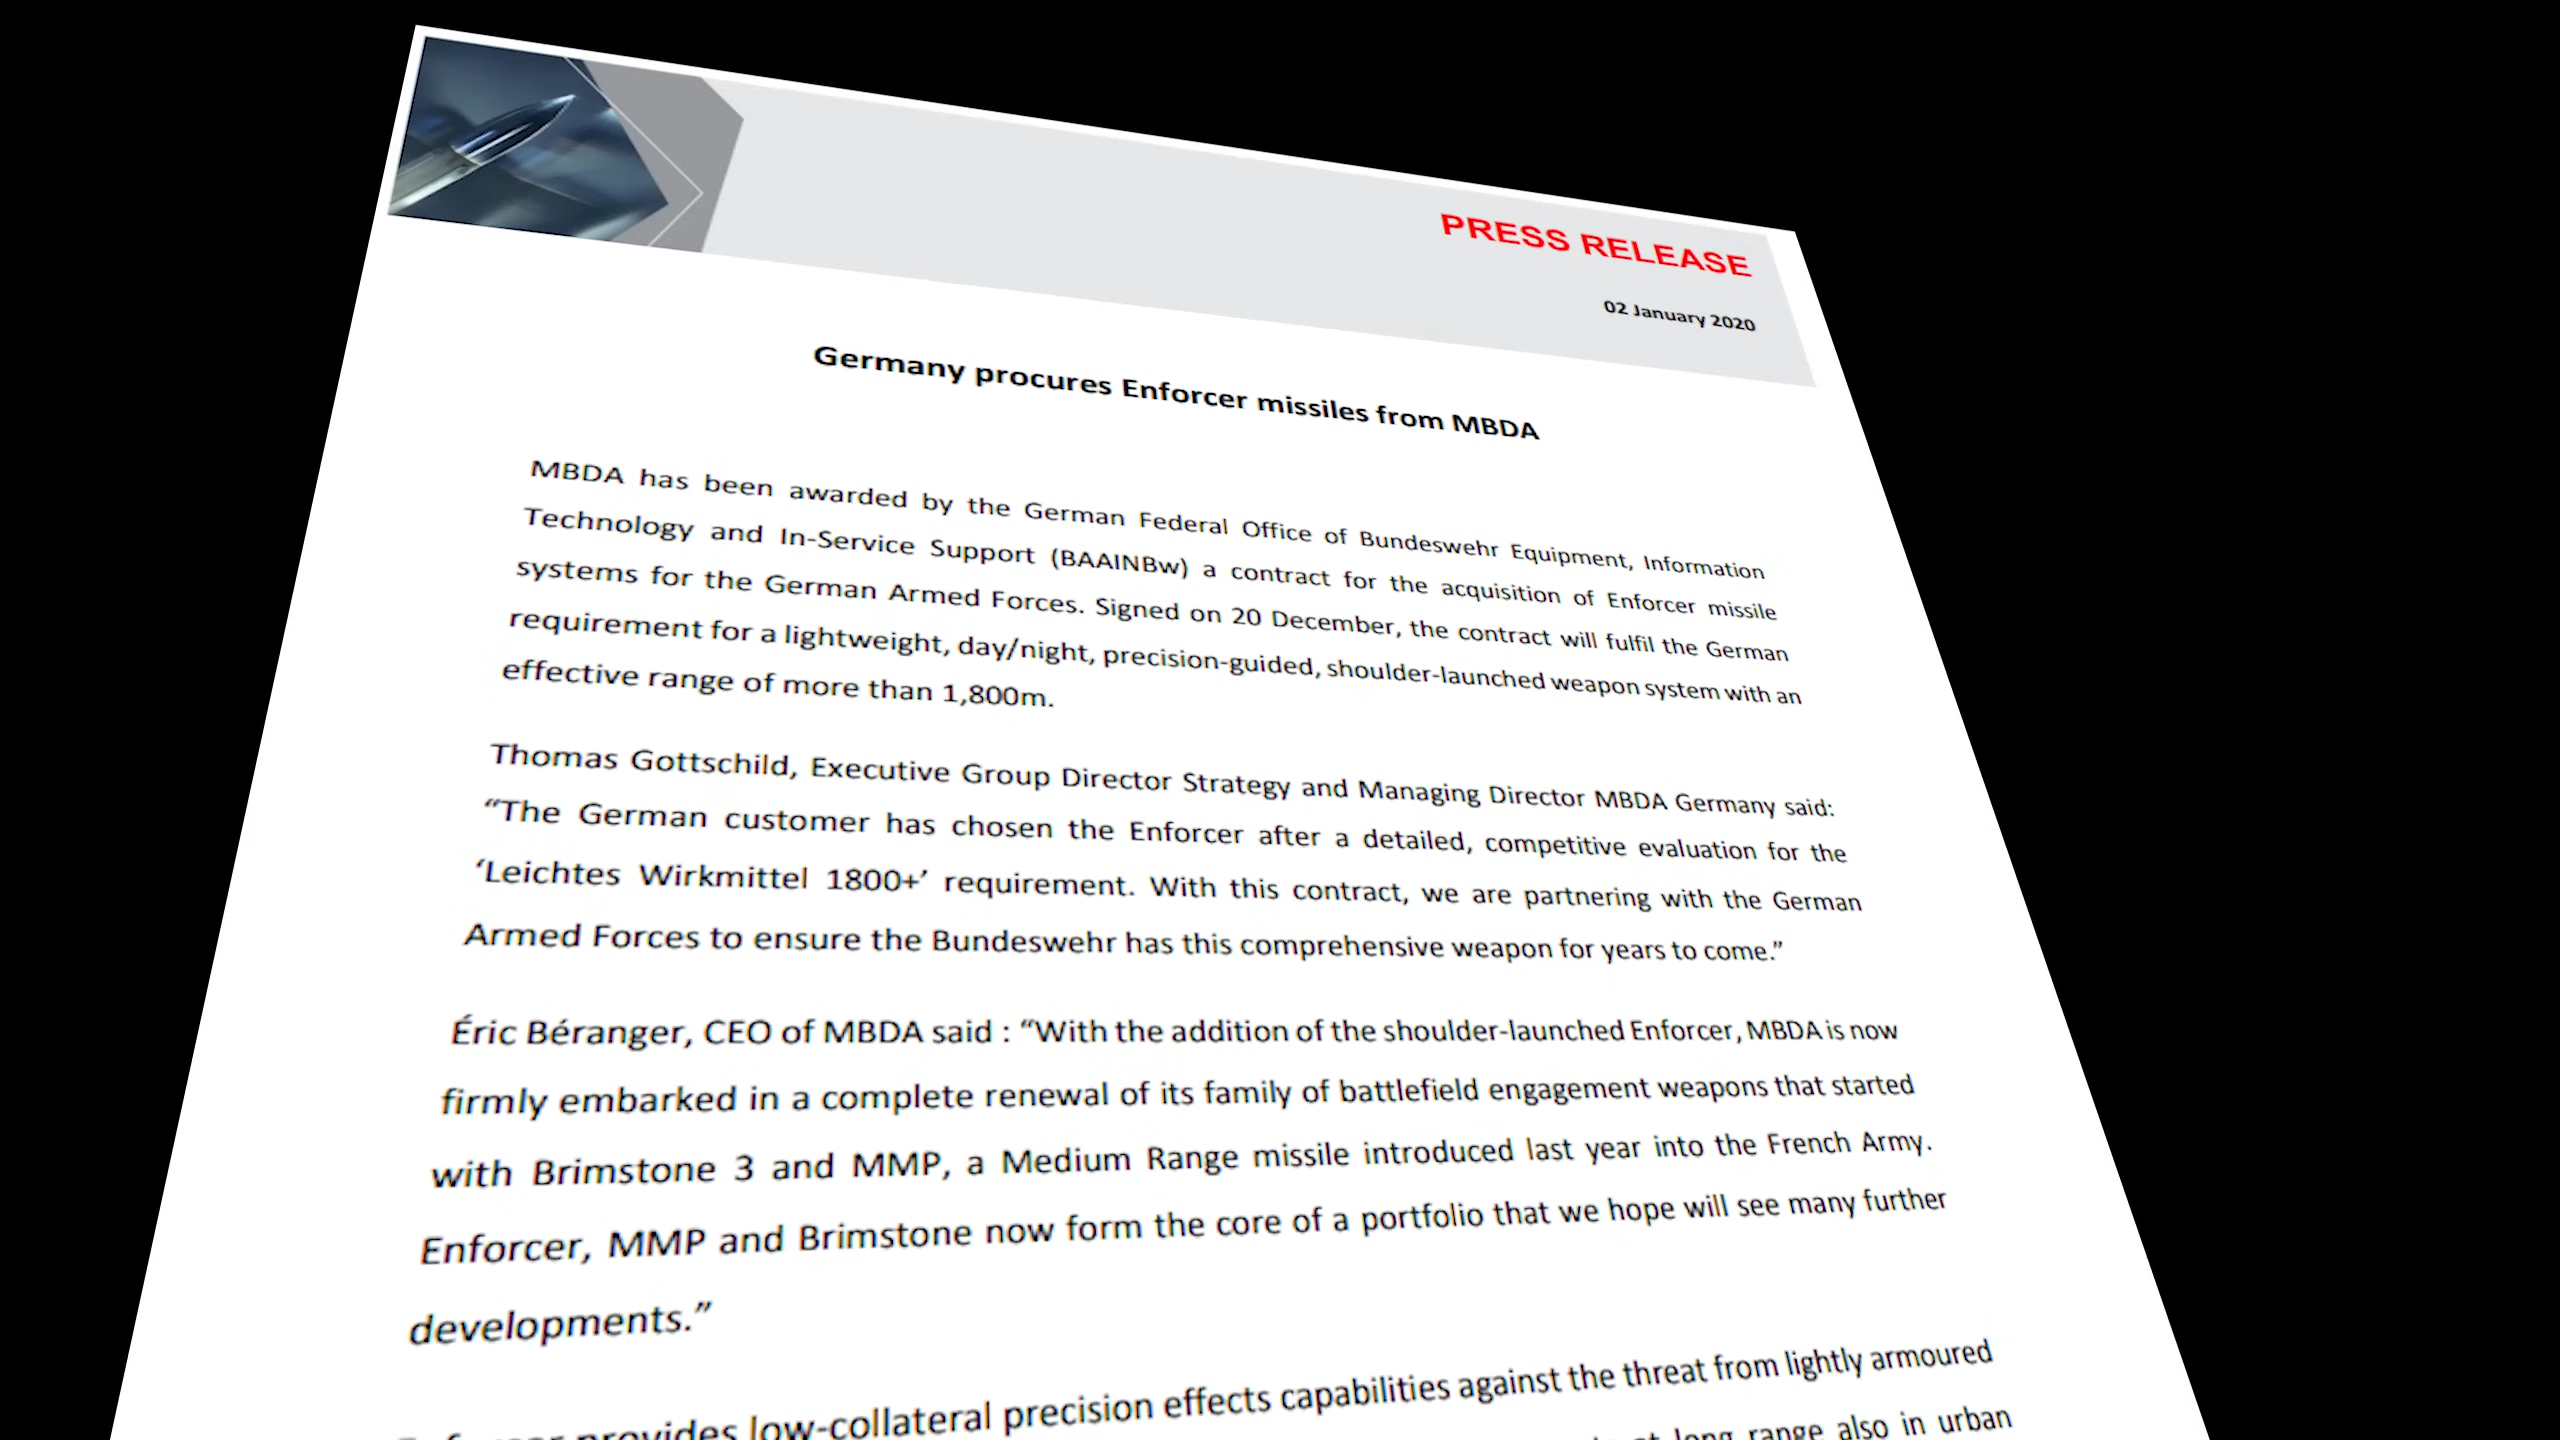 PRESS RELEASE
02 January 2020
Germany procures Enforcer missiles from MBDA
MBDA has been awarded by the German Federal Office of Bundeswehr Equipment, Information
Technology and In-Service Support (BAAINBw) a contract for the acquisition of Enforcer missile
systems for the German Armed Forces. Signed on 20 December, the contract will fulfil the German
requirement for a lightweight, day/night, precision-guided, shoulder-launched weapon system with an
effective range of more than 1,800m.
Thomas Gottschild, Executive Group Director Strategy and Managing Director MBDA Germany said:
“The German customer has chosen the Enforcer after a detailed, competitive evaluation for the
‘Leichtes Wirkmittel 1800+’ requirement. With this contract, we are partnering with the German
Armed Forces to ensure the Bundeswehr has this comprehensive weapon for years to come.”
Éric Béranger, CEO of MBDA said : “With the addition of the shoulder-launched Enforcer, MBDA is now
firmly embarked in a complete renewal of its family of battlefield engagement weapons that started
with Brimstone 3 and MMP, a Medium Range missile introduced last year into the French Army.
Enforcer, MMP and Brimstone now form the core of a portfolio that we hope will see many further
developments.”
provides low-collateral precision effects capabilities against the threat from lightly armoured
long range also in urban